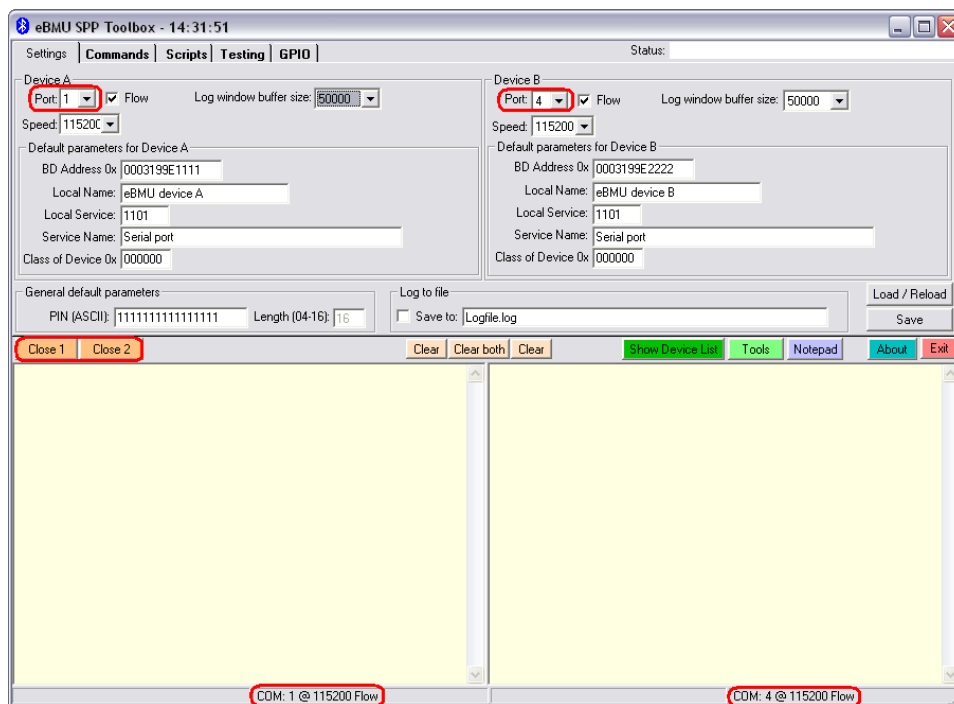 eBMU SPP Toolbox - 14:31:51
Settings Commands Scripts Testing GPIO Status:
Device A Device B
Port: 1 Flow Log window buffer size: 50000 Port: 4 Flow Log window buffer size: 50000
Speed: 115200 Speed: 115200
Default parameters for Device A Default parameters for Device B
BD Address 0x 0003199E1111 BD Address 0x 0003199E2222
Local Name: eBMU device A Local Name: eBMU device B
Local Service: 1101 Local Service: 1101
Service Name: Serial port Service Name: Serial port
Class of Device 0x 000000 Class of Device 0x 000000
General default parameters Log to file Load / Reload
PIN (ASCII): 1111111111111111 Length (04-16): 16 Save to: Logfile.log Save
Close 1 Close 2 Clear Clear both Clear Show Device List Tools Notepad About Exit
COM: 1 @ 115200 Flow COM: 4 @ 115200 Flow